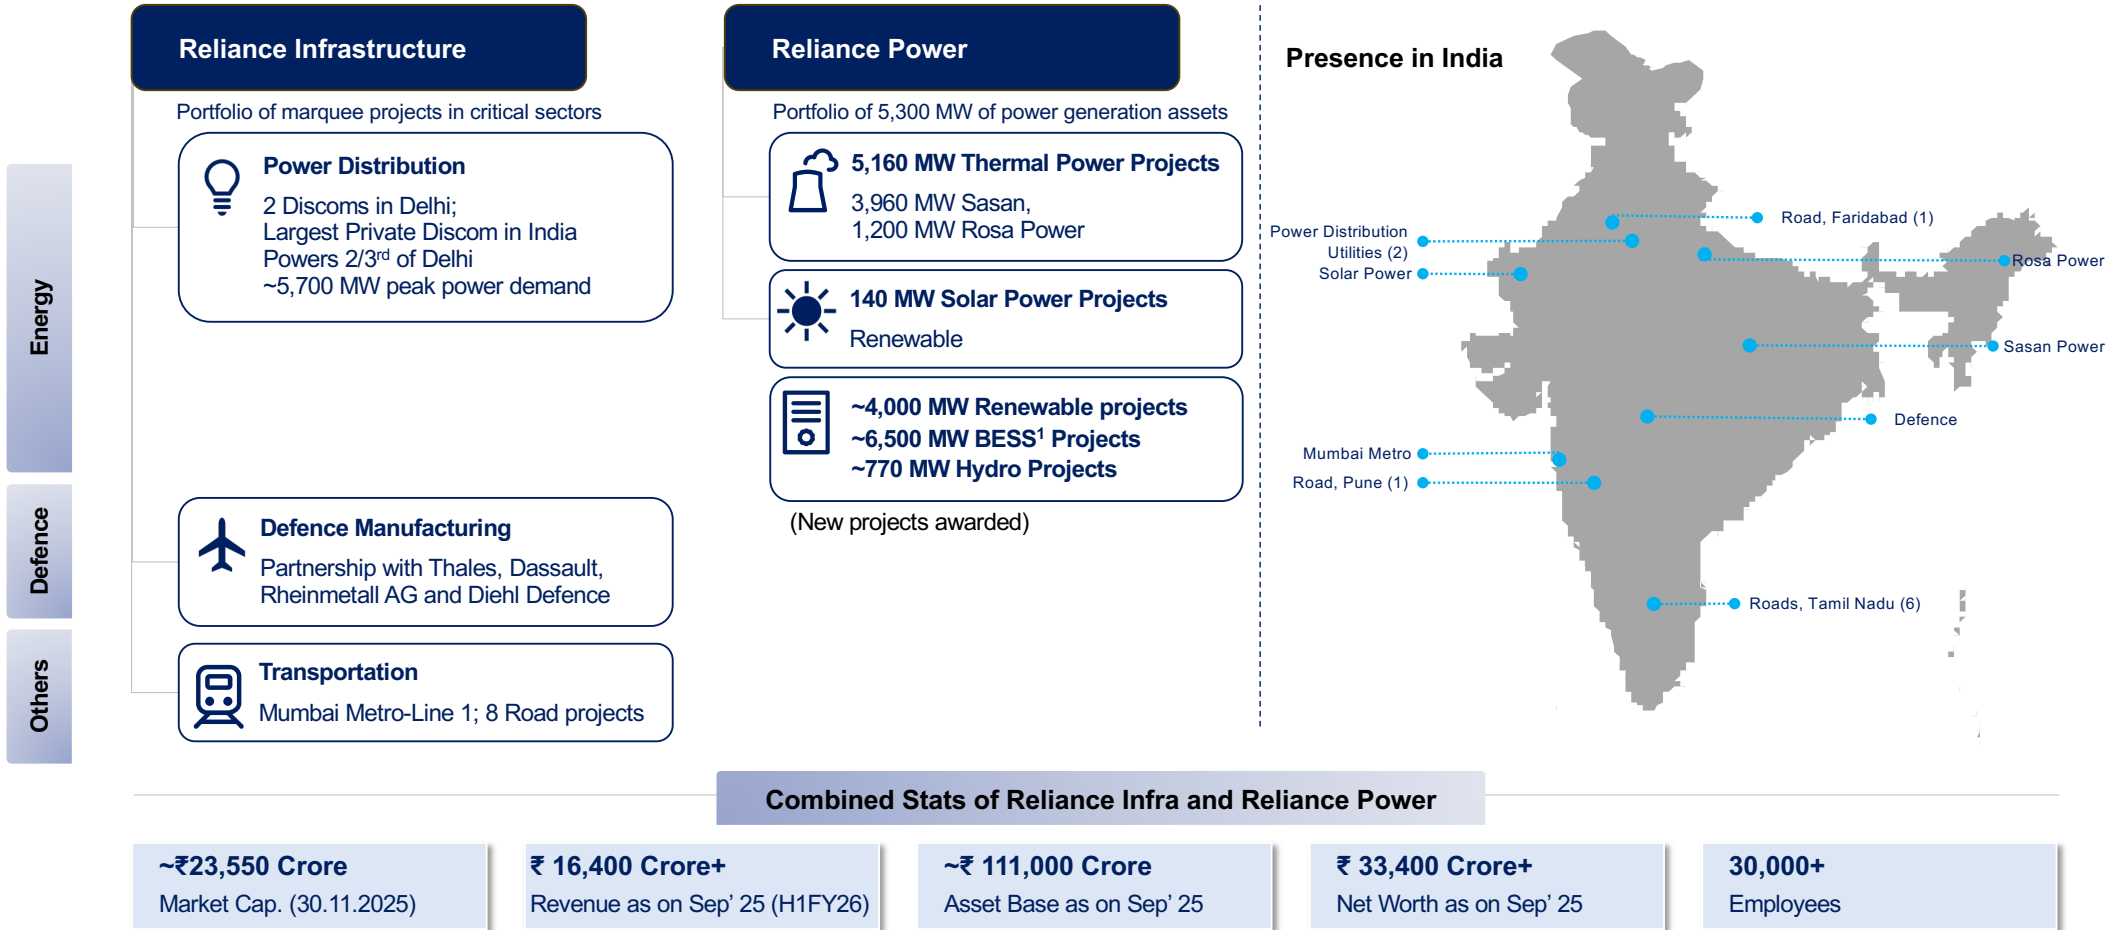 Reliance Infrastructure
Portfolio of marquee projects in critical sectors
Energy
Power Distribution
2 Discoms in Delhi;
Largest Private Discom in India
Powers 2/3rd of Delhi
~5,700 MW peak power demand
Defence
Defence Manufacturing
Partnership with Thales, Dassault,
Rheinmetall AG and Diehl Defence
Others
Transportation
Mumbai Metro-Line 1; 8 Road projects
Reliance Power
Portfolio of 5,300 MW of power generation assets
5,160 MW Thermal Power Projects
3,960 MW Sasan,
1,200 MW Rosa Power
140 MW Solar Power Projects
Renewable
~4,000 MW Renewable projects
~6,500 MW BESS¹ Projects
~770 MW Hydro Projects
(New projects awarded)
Presence in India
Road, Faridabad (1)
Power Distribution
Utilities (2)
Solar Power
Rosa Power
Sasan Power
Defence
Mumbai Metro
Road, Pune (1)
Roads, Tamil Nadu (6)
Combined Stats of Reliance Infra and Reliance Power
~₹23,550 Crore
Market Cap. (30.11.2025)
₹ 16,400 Crore+
Revenue as on Sep’ 25 (H1FY26)
~₹ 111,000 Crore
Asset Base as on Sep’ 25
₹ 33,400 Crore+
Net Worth as on Sep’ 25
30,000+
Employees